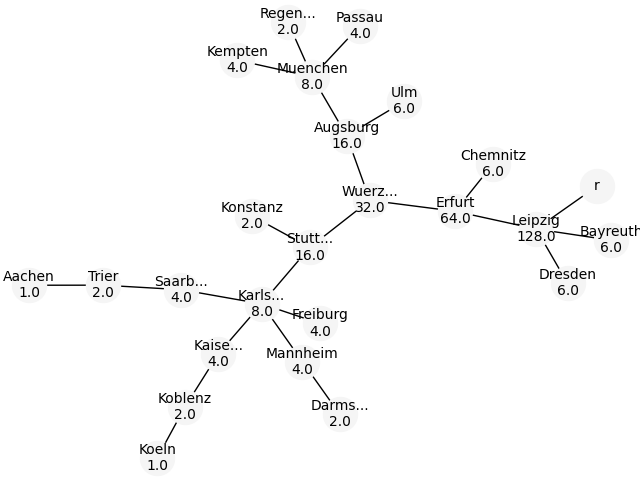 Regen...
2.0
Passau
4.0
Kempten
4.0
Muenchen
8.0
Ulm
6.0
Augsburg
16.0
Chemnitz
6.0
r
Wuerz...
32.0
Erfurt
64.0
Konstanz
2.0
Leipzig
128.0
Bayreuth
6.0
Stutt...
16.0
Aachen
1.0
Trier
2.0
Saarb...
4.0
Dresden
6.0
Karls...
8.0
Freiburg
4.0
Kaise...
4.0
Mannheim
4.0
Koblenz
2.0
Darms...
2.0
Koeln
1.0